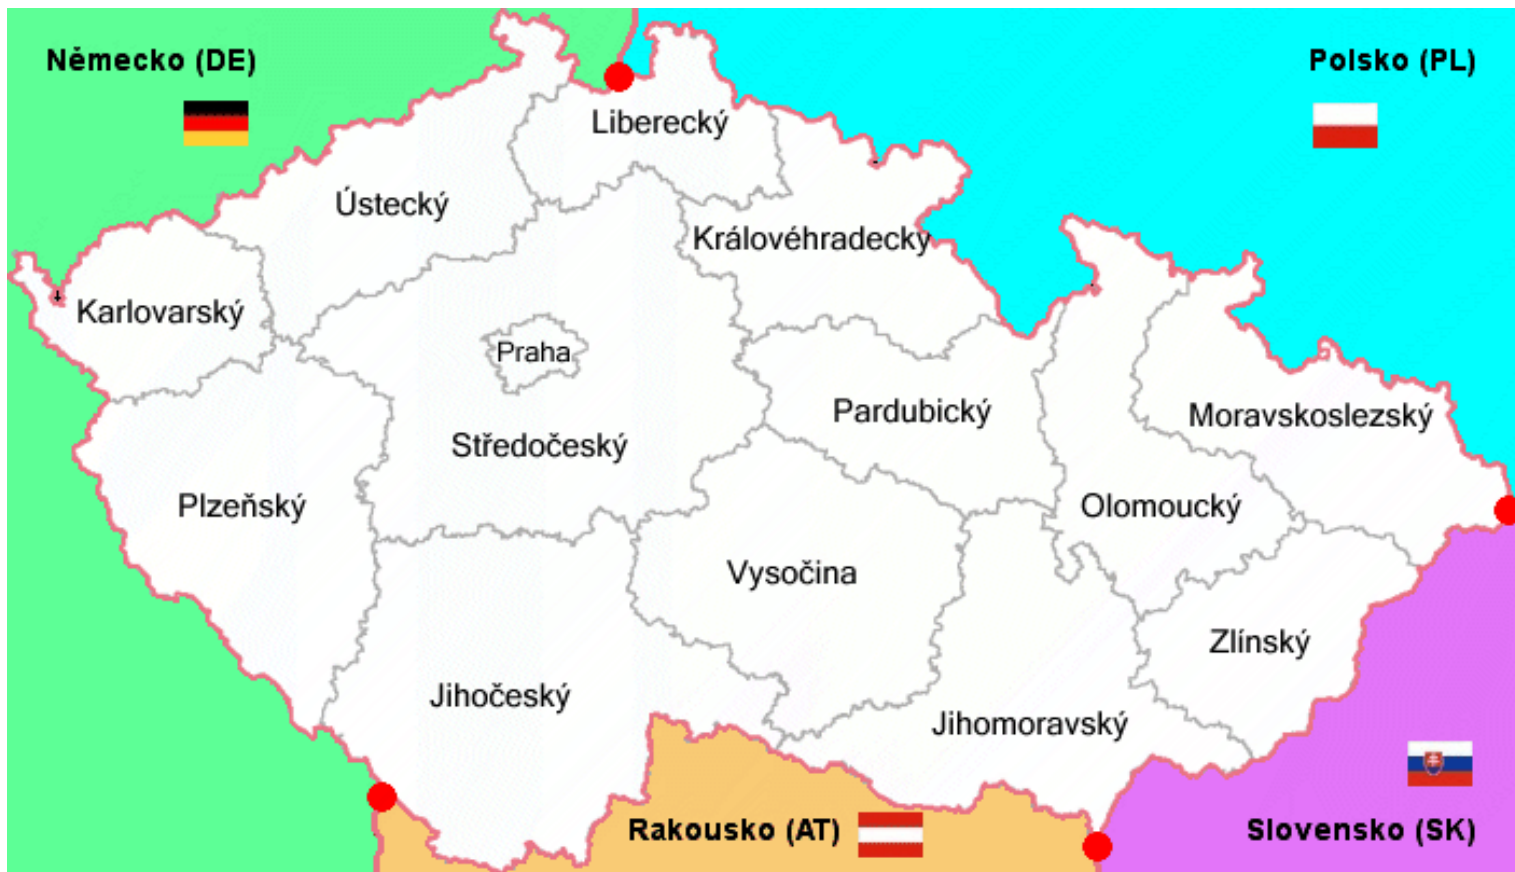 Německo (DE)
Polsko (PL)
Liberecký
Ústecký
Královéhradecký
Karlovarský
Praha
Pardubický
Moravskoslezský
Středočeský
Plzeňský
Olomoucký
Vysočina
Zlínský
Jihočeský
Jihomoravský
Rakousko (AT)
Slovensko (SK)